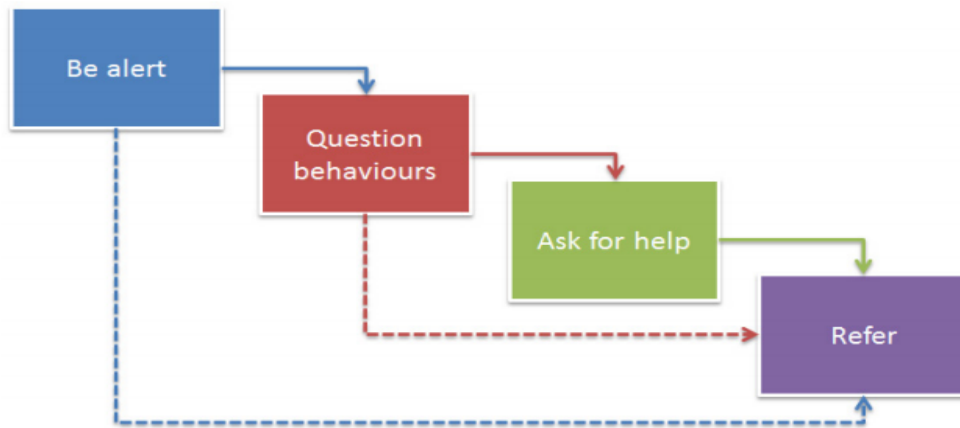 Be alert
Question
behaviours
Ask for help
Refer